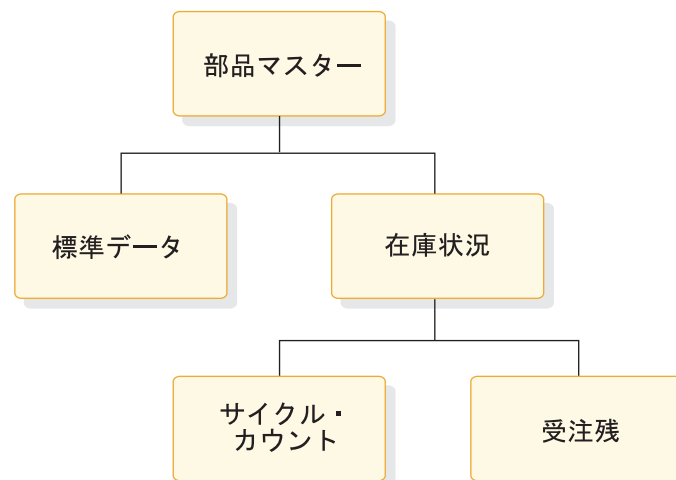 部品マスター
標準データ
在庫状況
サイクル・
カウント
受注残